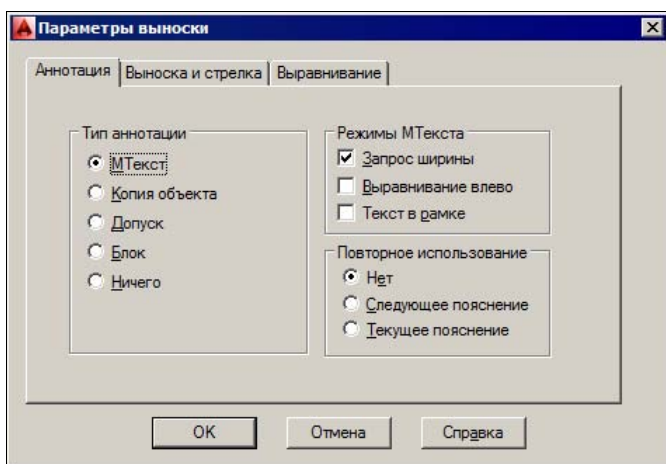 Параметры выноски
Аннотация Выноска и стрелка Выравнивание
Тип аннотации
МТекст
Копия объекта
Допуск
Блок
Ничего
Режимы МТекста
Запрос ширины
Выравнивание влево
Текст в рамке
Повторное использование
Нет
Следующее пояснение
Текущее пояснение
OK Отмена Справка